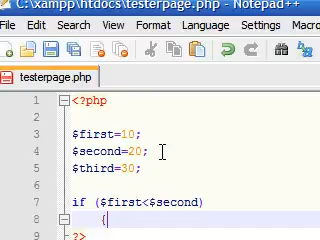 C:\xampp\htdocs\testerpage.php - Notepad++
File Edit Search View Format Language Settings Macro
testerpage.php
1 <?php
2
3 $first=10;
4 $second=20;
5 $third=30;
6
7 if ($first<$second)
8 {
9 ?>